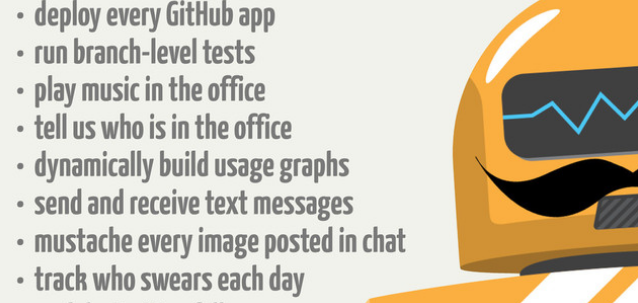 • deploy every GitHub app
• run branch-level tests
• play music in the office
• tell us who is in the office
• dynamically build usage graphs
• send and receive text messages
• mustache every image posted in chat
• track who swears each day